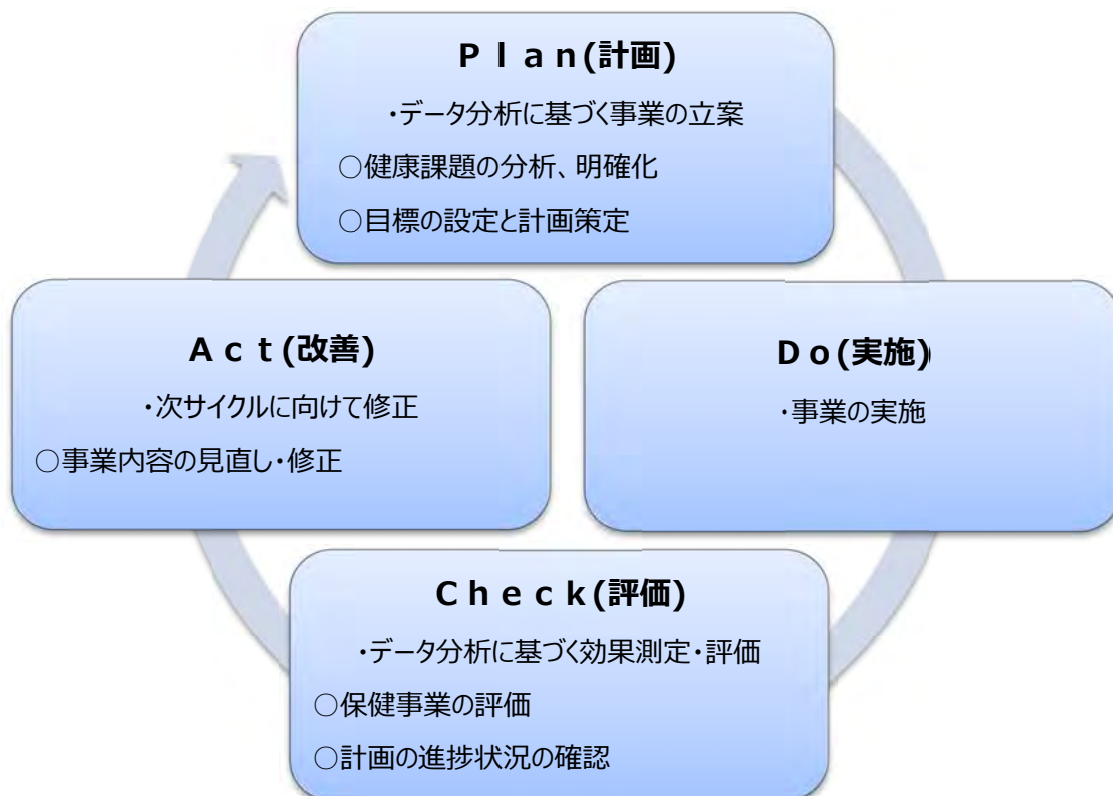 Ｐｌａｎ(計画)
・データ分析に基づく事業の立案
○健康課題の分析、明確化
○目標の設定と計画策定
Ａｃｔ(改善)
・次サイクルに向けて修正
○事業内容の見直し・修正
Ｄｏ(実施)
・事業の実施
Ｃｈｅｃｋ(評価)
・データ分析に基づく効果測定・評価
○保健事業の評価
○計画の進捗状況の確認